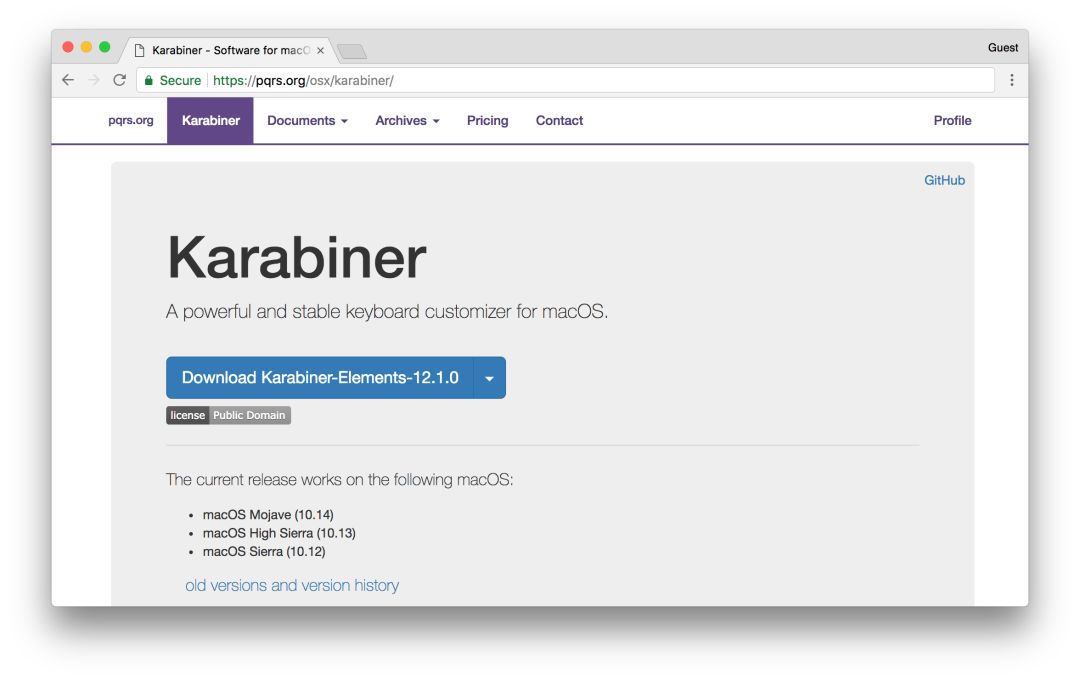 Karabiner - Software for macO
Guest
Secure https://pqrs.org/osx/karabiner/
pqrs.org Karabiner Documents Archives Pricing Contact Profile
GitHub
Karabiner
A powerful and stable keyboard customizer for macOS.
Download Karabiner-Elements-12.1.0
license Public Domain
The current release works on the following macOS:
• macOS Mojave (10.14)
• macOS High Sierra (10.13)
• macOS Sierra (10.12)
old versions and version history